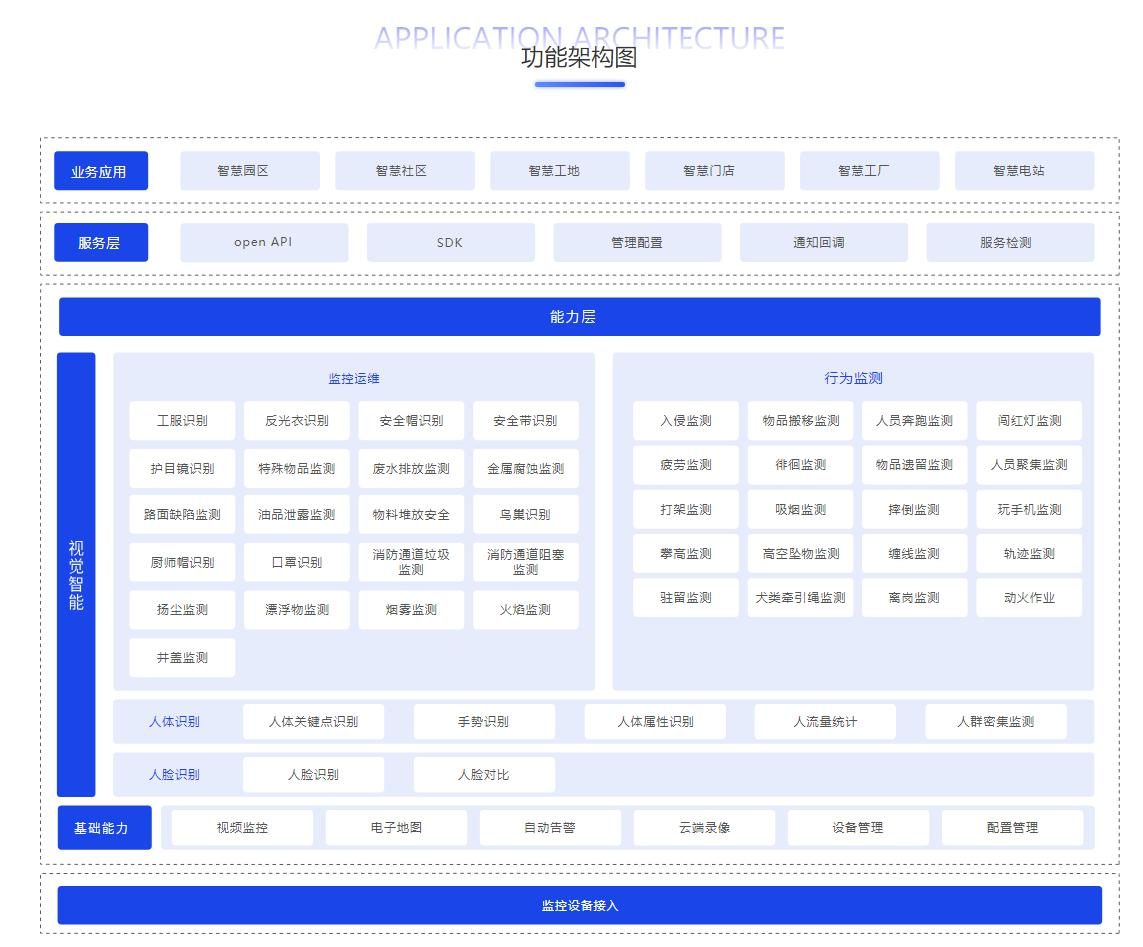 APPLICATION ARCHITECTURE
功能架构图
业务应用
智慧园区
智慧社区
智慧工地
智慧门店
智慧工厂
智慧电站
服务层
open API
SDK
管理配置
通知回调
服务检测
能力层
视觉智能
监控运维
工服识别
反光衣识别
安全帽识别
安全带识别
护目镜识别
特殊物品监测
废水排放监测
金属腐蚀监测
路面缺陷监测
油品泄露监测
物料堆放安全
鸟巢识别
厨师帽识别
口罩识别
消防通道垃圾
监测
消防通道阻塞
监测
扬尘监测
漂浮物监测
烟雾监测
火焰监测
井盖监测
行为监测
入侵监测
物品搬移监测
人员奔跑监测
闯红灯监测
疲劳监测
徘徊监测
物品遗留监测
人员聚集监测
打架监测
吸烟监测
摔倒监测
玩手机监测
攀高监测
高空坠物监测
缠线监测
轨迹监测
驻留监测
犬类牵引绳监测
离岗监测
动火作业
人体识别
人体关键点识别
手势识别
人体属性识别
人流量统计
人群密集监测
人脸识别
人脸识别
人脸对比
基础能力
视频监控
电子地图
自动告警
云端录像
设备管理
配置管理
监控设备接入